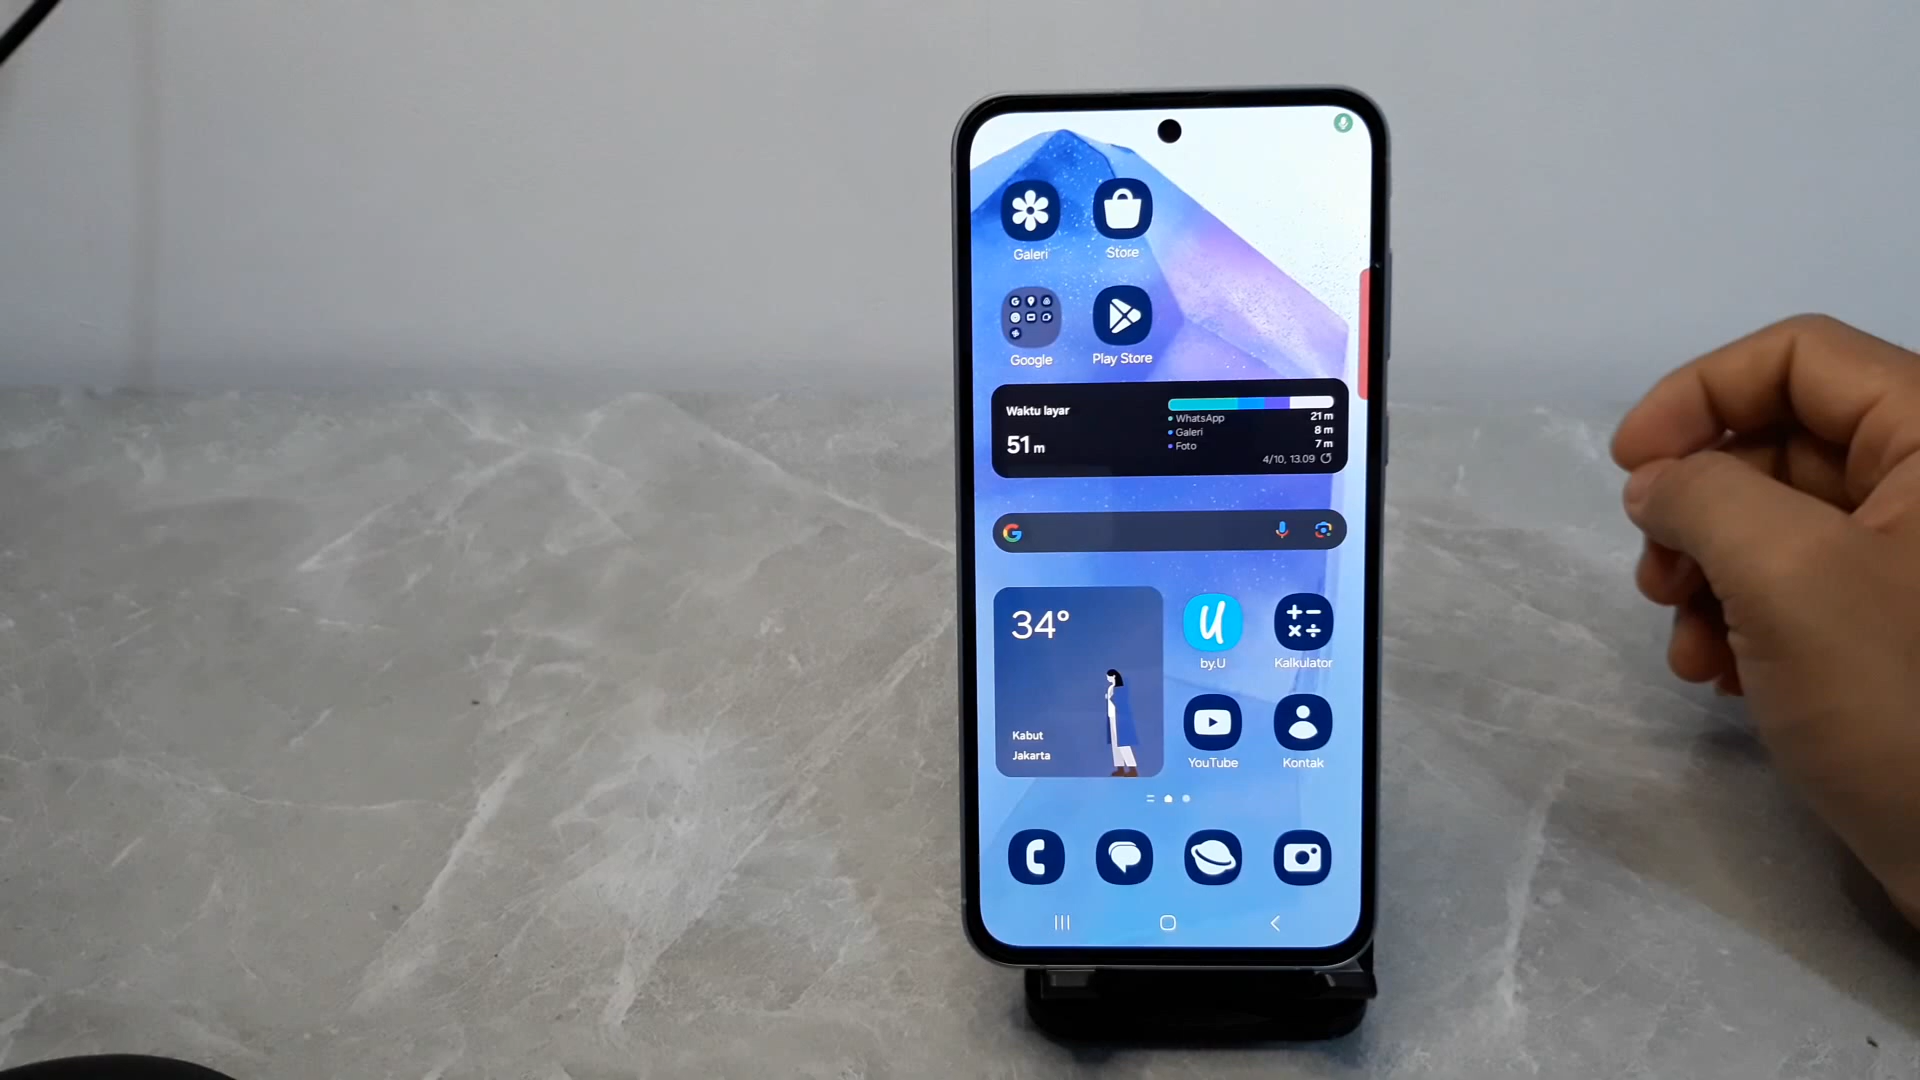 Galeri
Store
Google
Play Store
Waktu layar
51 m
WhatsApp 21 m
Galeri 8 m
Foto 7 m
4/10, 13.09
G
34°
Kabut
Jakarta
U
by.U
Kalkulator
YouTube
Kontak